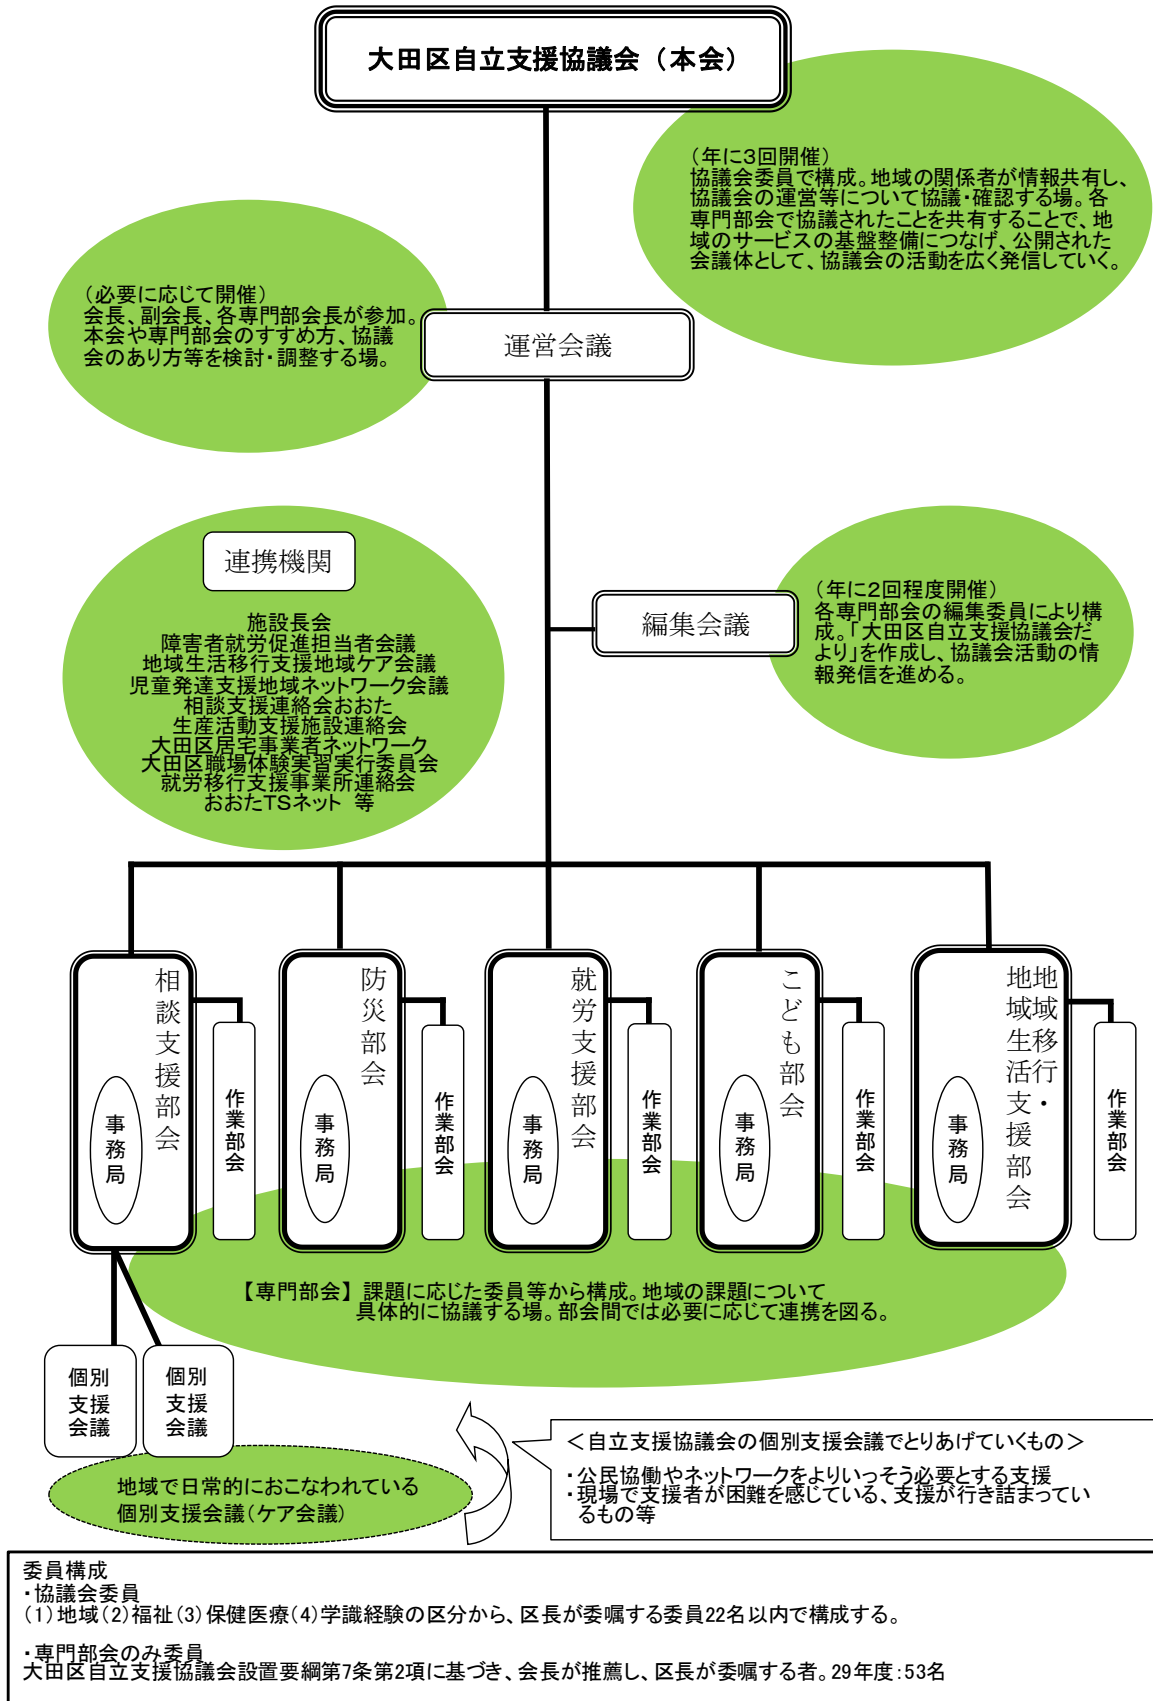 大田区自立支援協議会（本会）
（年に3回開催）
協議会委員で構成。地域の関係者が情報共有し、
協議会の運営等について協議・確認する場。各
専門部会で協議されたことを共有することで、地
域のサービスの基盤整備につなげ、公開された
会議体として、協議会の活動を広く発信していく。
（必要に応じて開催）
会長、副会長、各専門部会長が参加。
本会や専門部会のすすめ方、協議
会のあり方等を検討・調整する場。
運営会議
連携機関
施設長会
障害者就労促進担当者会議
地域生活移行支援地域ケア会議
児童発達支援地域ネットワーク会議
相談支援連絡会おおた
生産活動支援施設連絡会
大田区居宅事業者ネットワーク
大田区職場体験実習実行委員会
就労移行支援事業所連絡会
おおたTSネット　等
編集会議
（年に2回程度開催）
各専門部会の編集委員により構
成。「大田区自立支援協議会だ
より」を作成し、協議会活動の情
報発信を進める。
相談支援部会
事務局
作業部会
防災部会
事務局
作業部会
就労支援部会
事務局
作業部会
こども部会
事務局
作業部会
地域移行・
地域生活支援部会
事務局
作業部会
【専門部会】 課題に応じた委員等から構成。地域の課題について
具体的に協議する場。部会間では必要に応じて連携を図る。
個別
支援
会議
個別
支援
会議
地域で日常的におこなわれている
個別支援会議（ケア会議）
＜自立支援協議会の個別支援会議でとりあげていくもの＞
・公民協働やネットワークをよりいっそう必要とする支援
・現場で支援者が困難を感じている、支援が行き詰まってい
るもの等
委員構成
・協議会委員
（1）地域（2）福祉（3）保健医療（4）学識経験の区分から、区長が委嘱する委員22名以内で構成する。
・専門部会のみ委員
大田区自立支援協議会設置要綱第7条第2項に基づき、会長が推薦し、区長が委嘱する者。29年度：53名